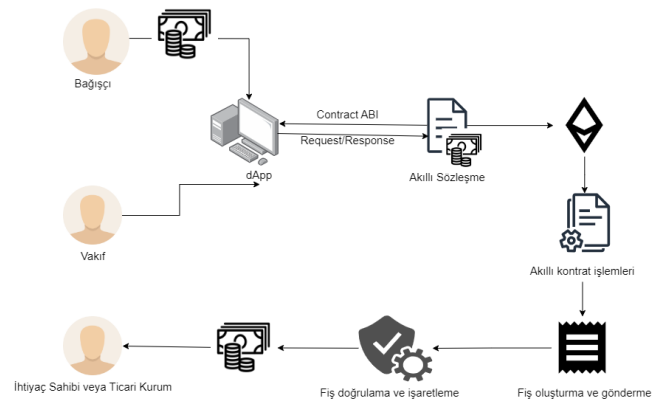 Bağışçı
Contract ABI
Request/Response
dApp
Akıllı Sözleşme
Vakıf
Akıllı kontrat işlemleri
İhtiyaç Sahibi veya Ticari Kurum
Fiş doğrulama ve işaretleme
Fiş oluşturma ve gönderme